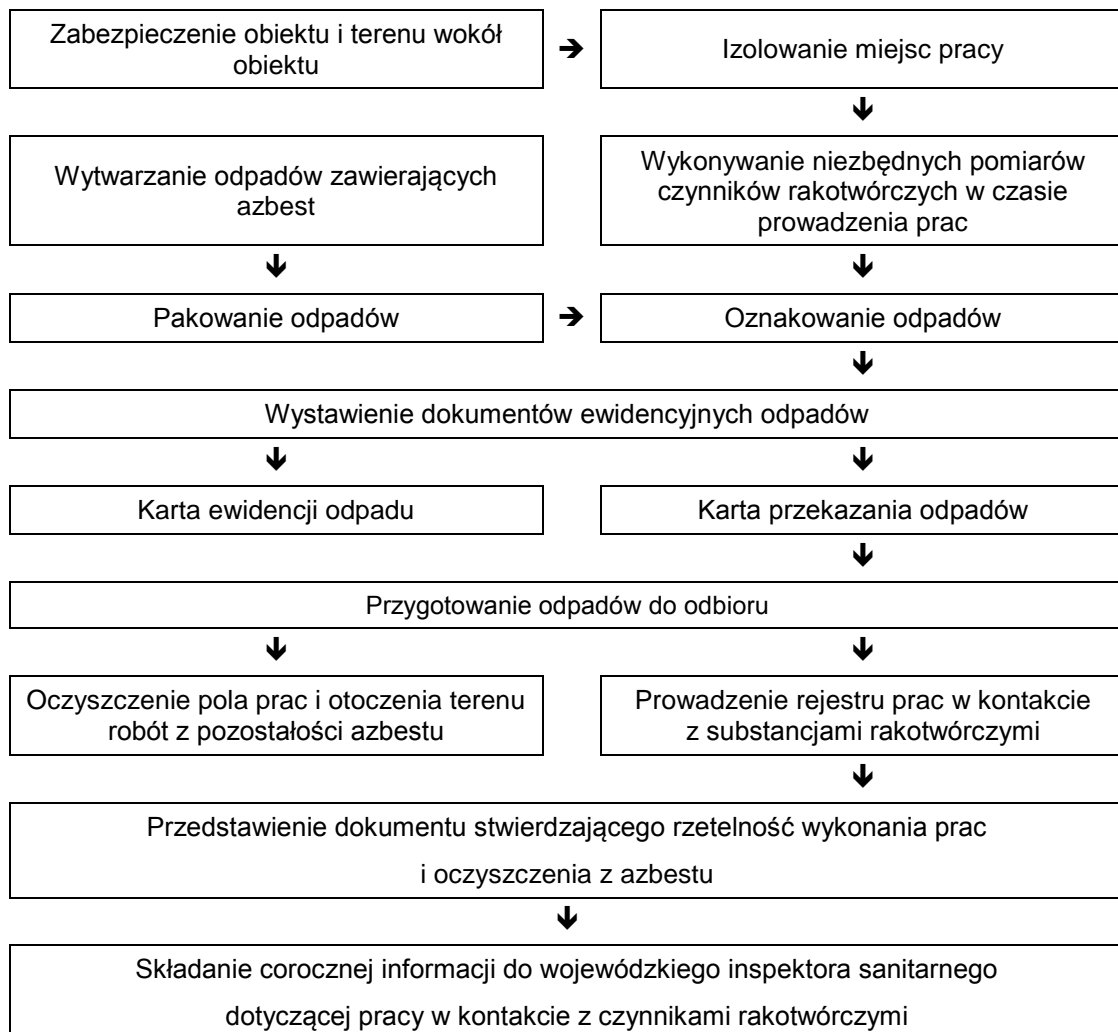 Zabezpieczenie obiektu i terenu wokół
obiektu
➔
Izolowanie miejsc pracy
Wytwarzanie odpadów zawierających
azbest
Wykonywanie niezbędnych pomiarów
czynników rakotwórczych w czasie
prowadzenia prac
Pakowanie odpadów
➔
Oznakowanie odpadów
Wystawienie dokumentów ewidencyjnych odpadów
Karta ewidencji odpadu
Karta przekazania odpadów
Przygotowanie odpadów do odbioru
Oczyszczenie pola prac i otoczenia terenu
robót z pozostałości azbestu
Prowadzenie rejestru prac w kontakcie
z substancjami rakotwórczymi
Przedstawienie dokumentu stwierdzającego rzetelność wykonania prac
i oczyszczenia z azbestu
Składanie corocznej informacji do wojewódzkiego inspektora sanitarnego
dotyczącej pracy w kontakcie z czynnikami rakotwórczymi